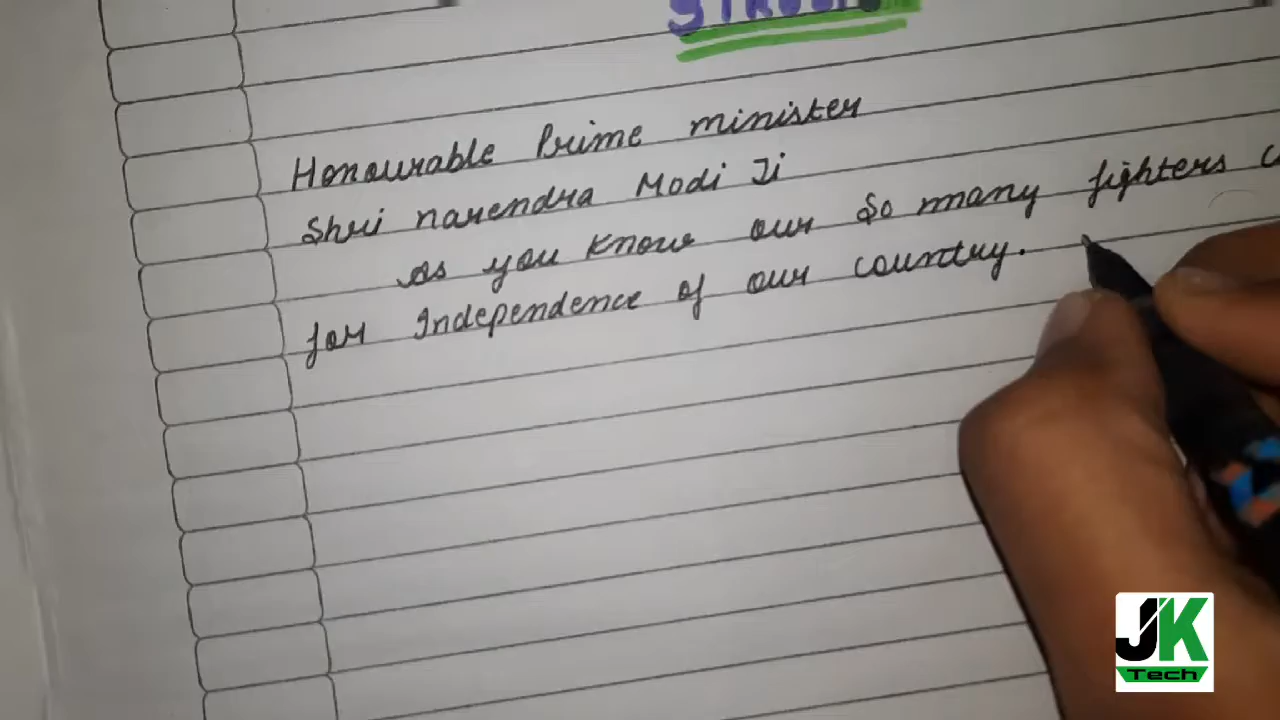 Honourable Prime minister
Shri narendra Modi Ji
as you know our so many fighters
for Independence of our country.
JK
Tech